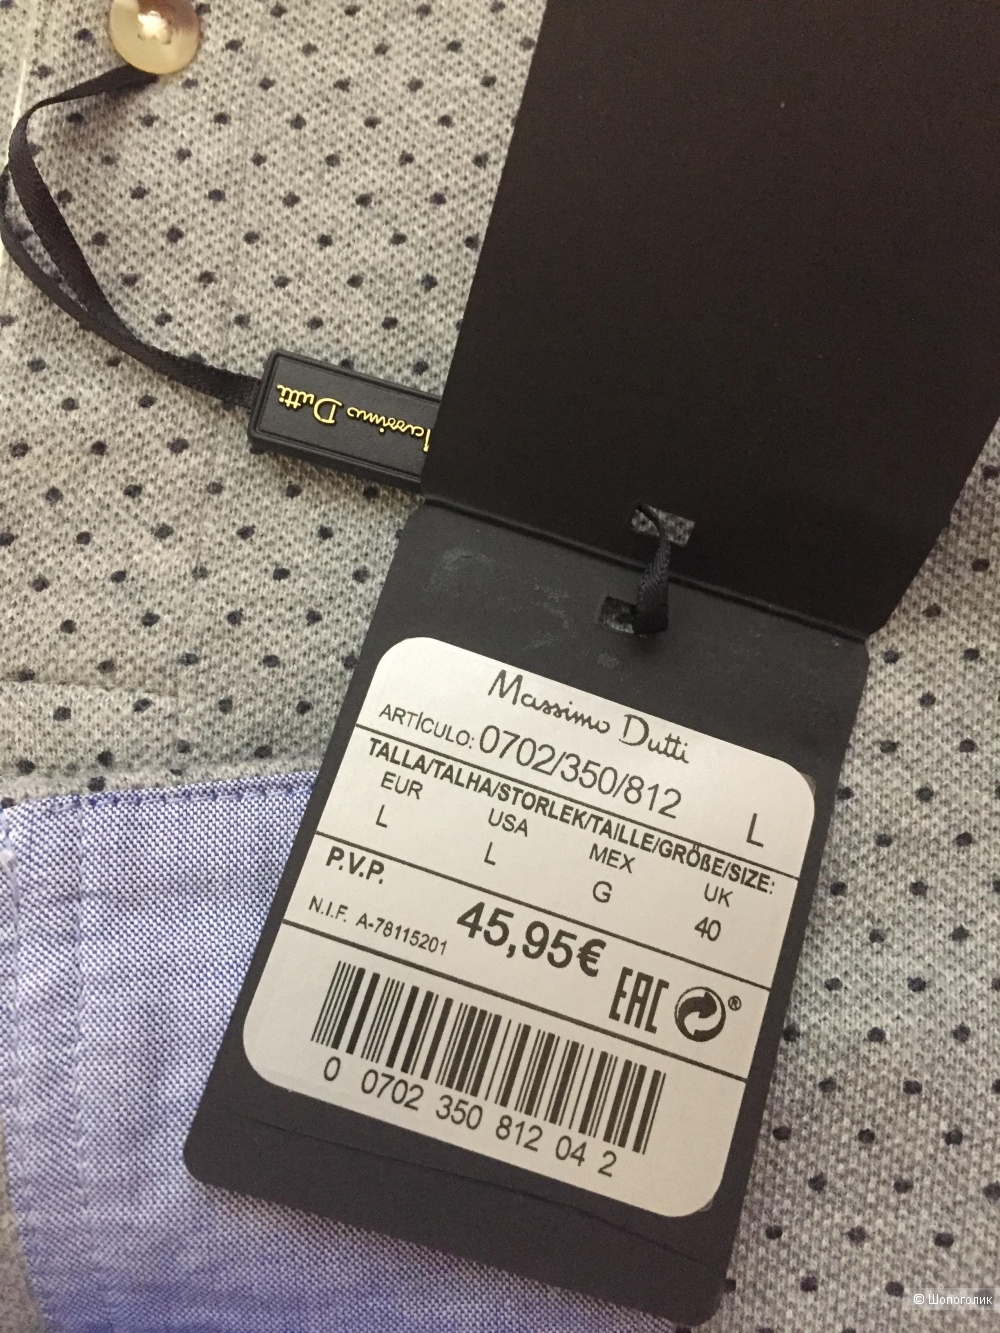 Massimo Dutti
Massimo Dutti
ARTÍCULO: 0702/350/812 L
TALLA/TALHA/STORLEK/TAILLE/GRÖßE/SIZE:
EUR USA MEX UK
L L G 40
P.V.P. 45,95€
N.I.F. A-78115201
EAC ®
0 0702 350 812 04 2
© Шопоголик